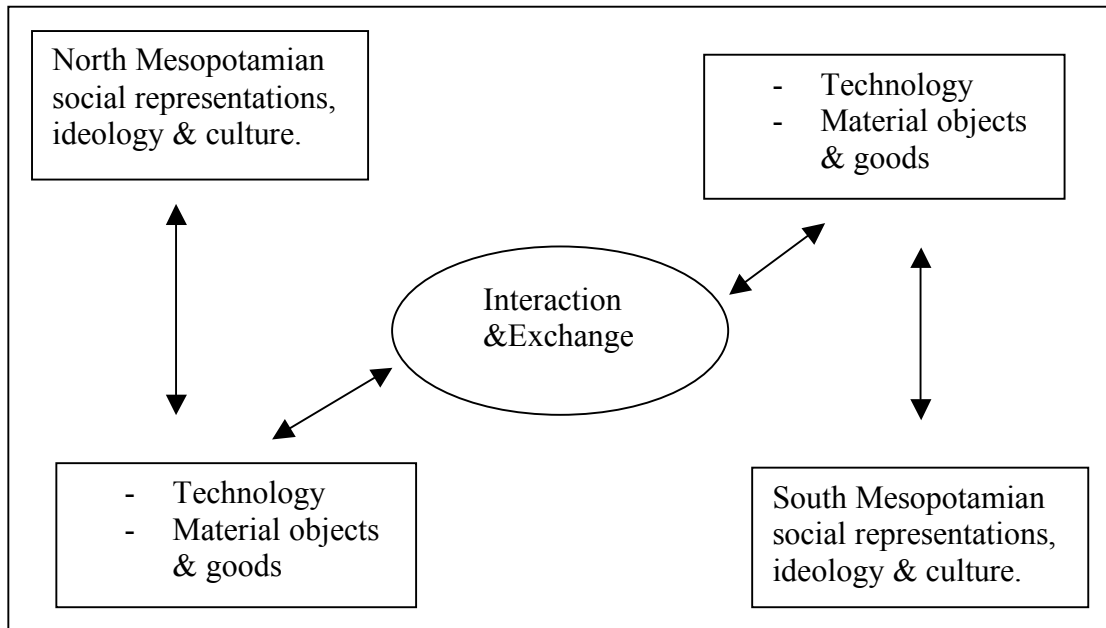 North Mesopotamian
social representations,
ideology & culture.
- Technology
- Material objects
& goods
Interaction
&Exchange
- Technology
- Material objects
& goods
South Mesopotamian
social representations,
ideology & culture.